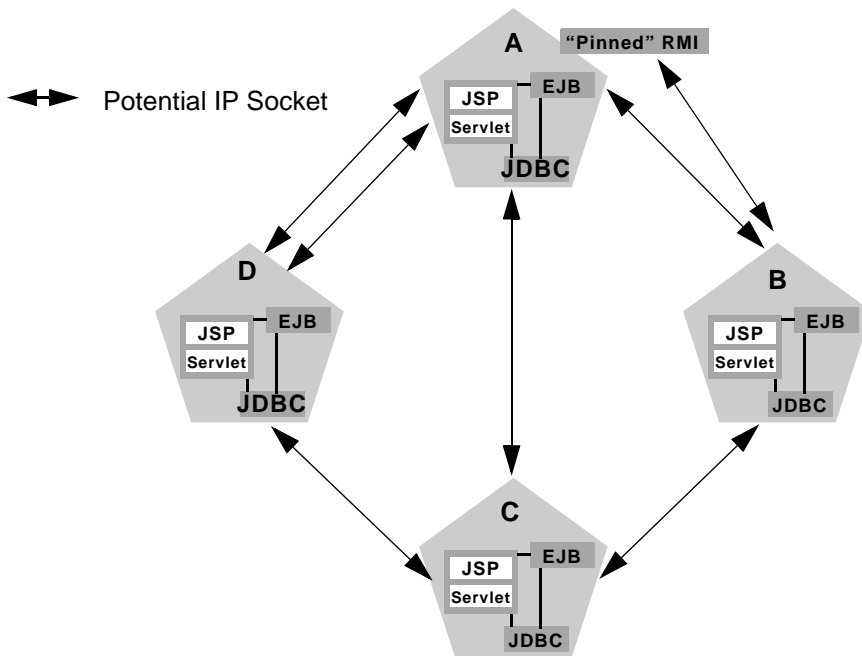 A
“Pinned” RMI
Potential IP Socket
JSP
EJB
Servlet
JDBC
D
JSP
EJB
Servlet
JDBC
B
JSP
EJB
Servlet
JDBC
C
JSP
EJB
Servlet
JDBC